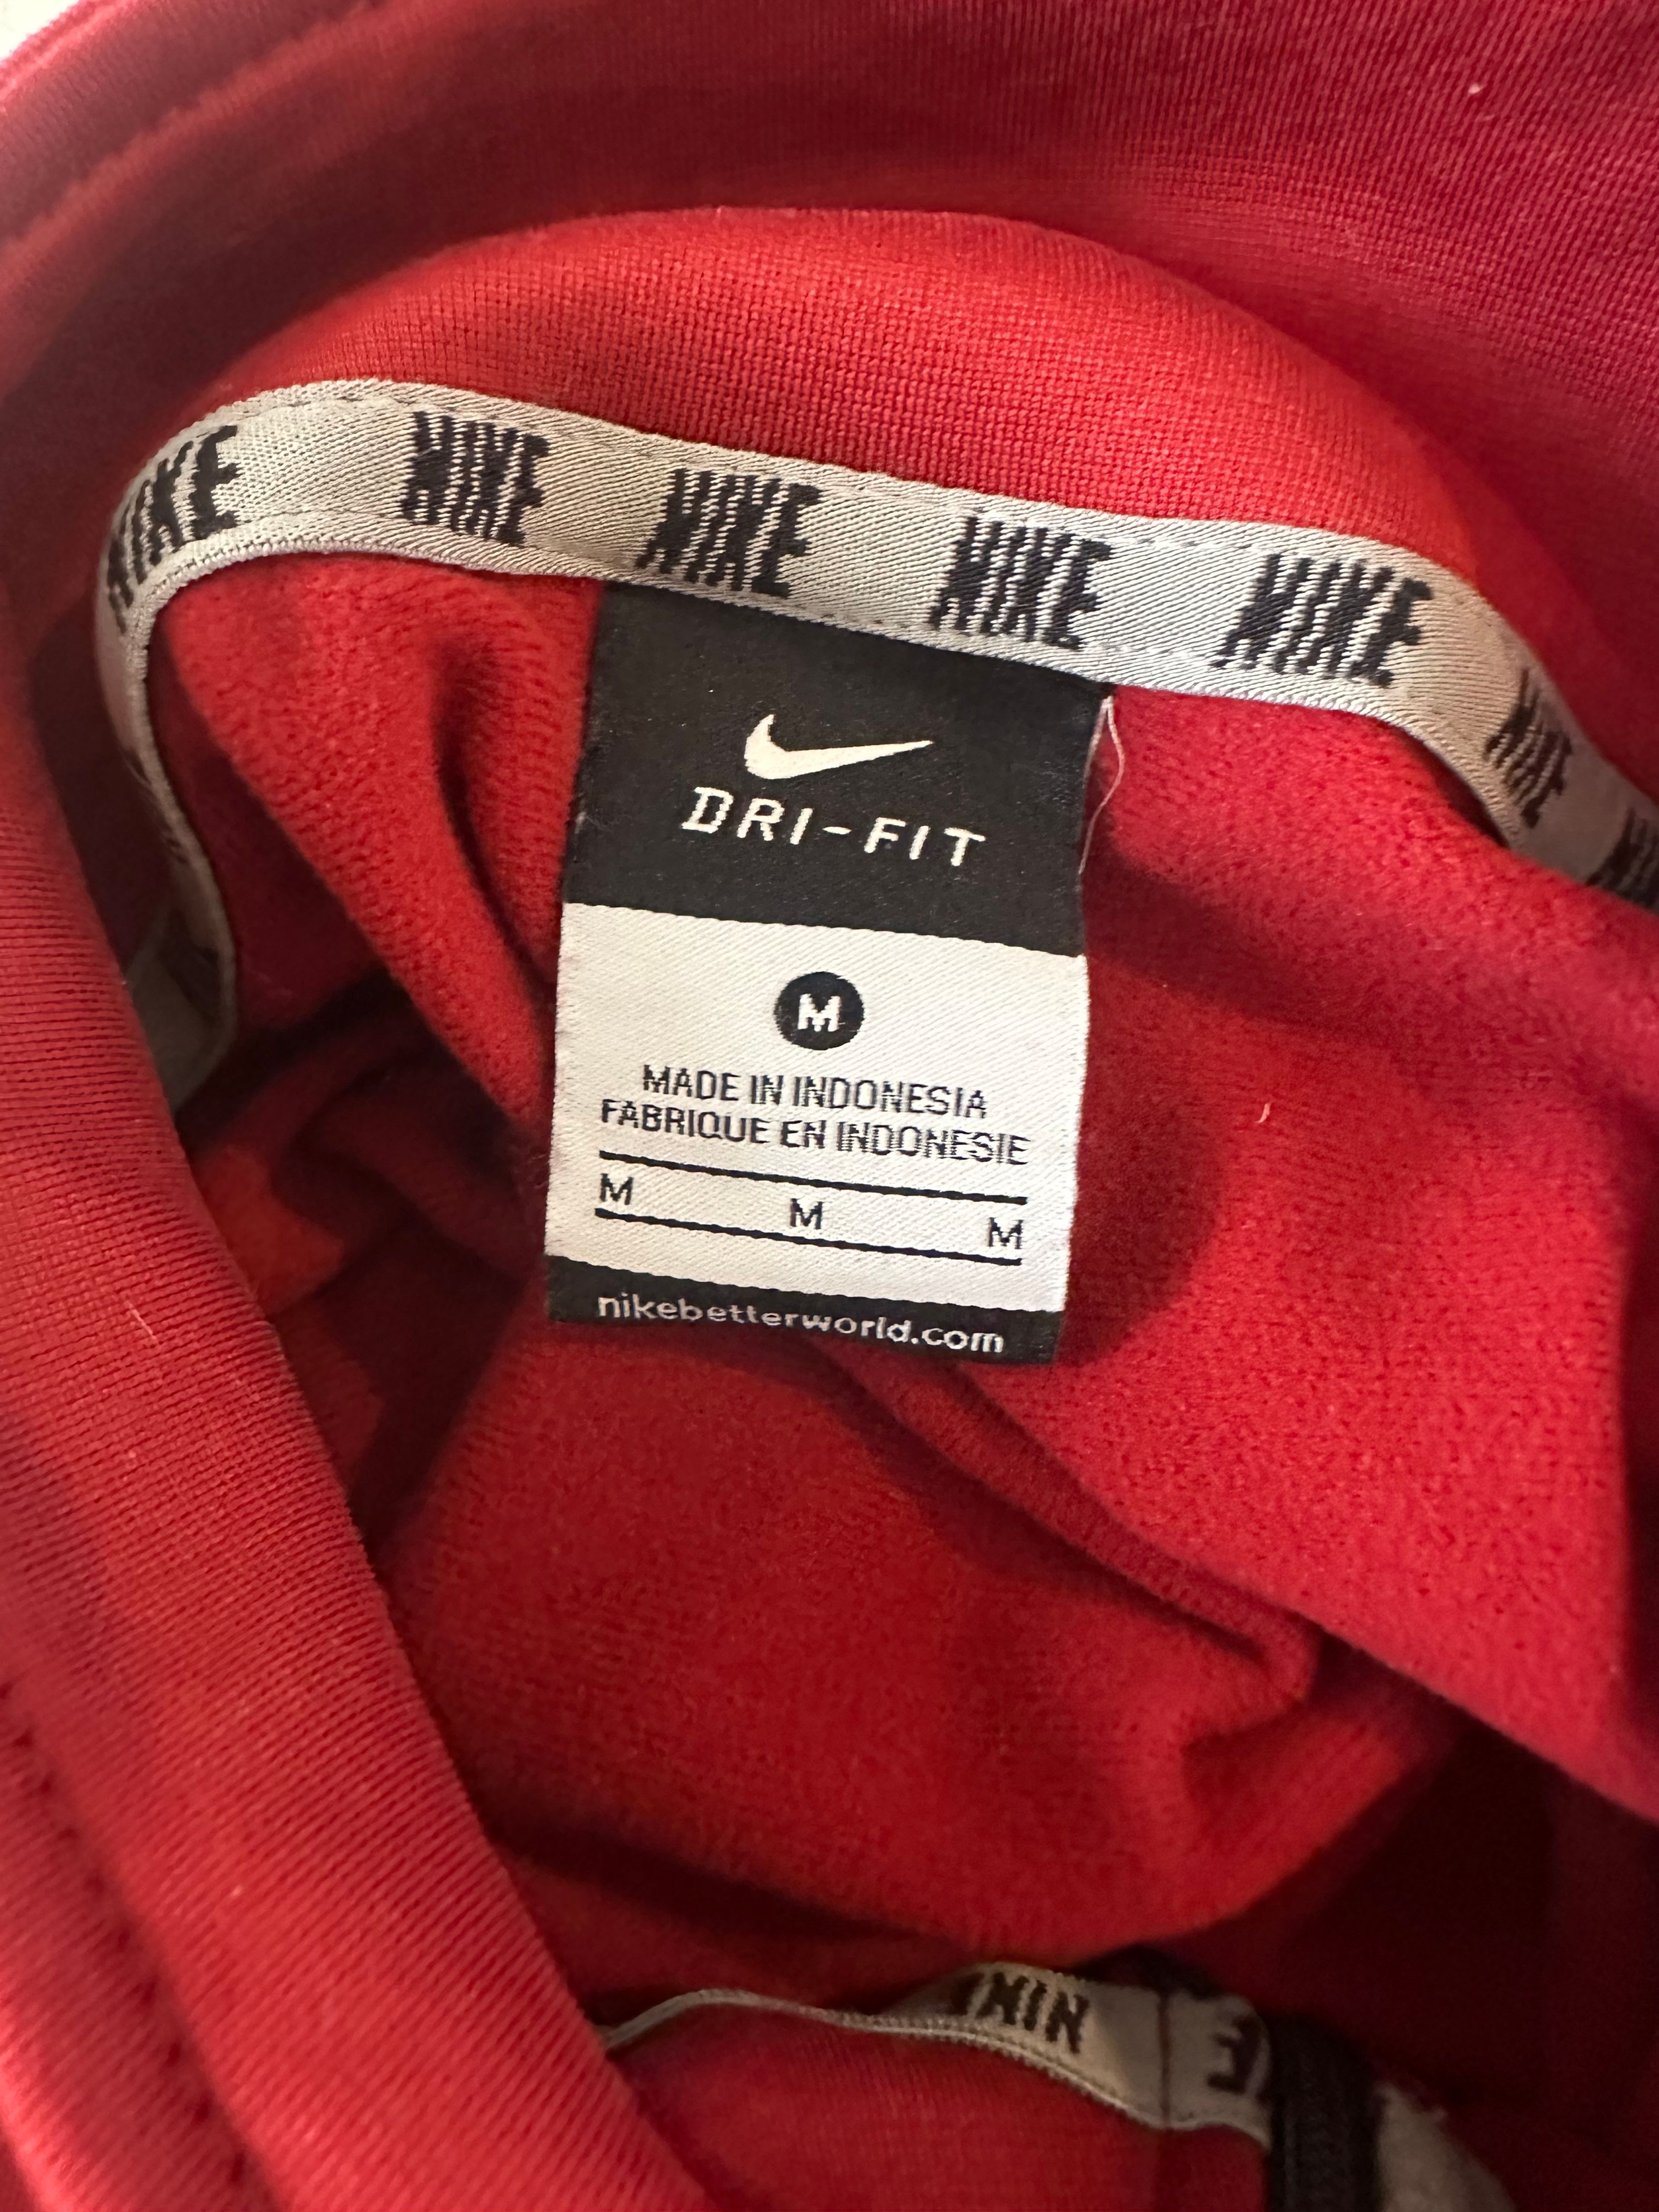 NIKE NIKE NIKE NIKE NIKE NIKE
DRI-FIT
M
MADE IN INDONESIA
FABRIQUE EN INDONESIE
M M M
nikebetterworld.com
NIKE